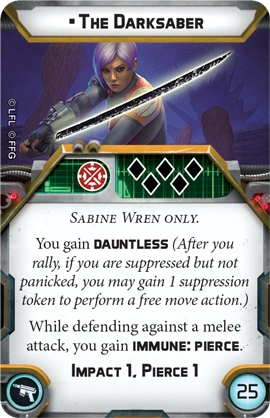 ▪ The Darksaber
© LFL © FFG
Sabine Wren only.
You gain DAUNTLESS (After you
rally, if you are suppressed but not
panicked, you may gain 1 suppression
token to perform a free move action.)
While defending against a melee
attack, you gain IMMUNE: PIERCE.
Impact 1, Pierce 1
25